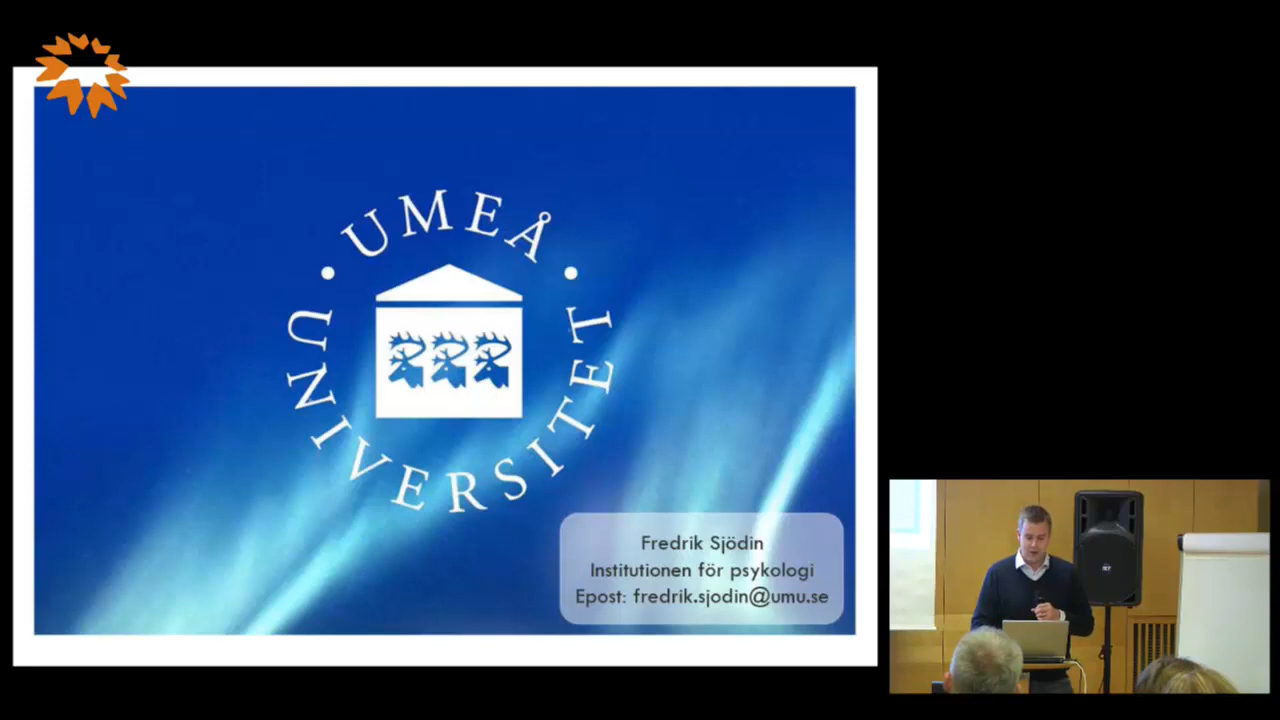 UMEÅ
UNIVERSITET
Fredrik Sjödin
Institutionen för psykologi
Epost: fredrik.sjodin@umu.se